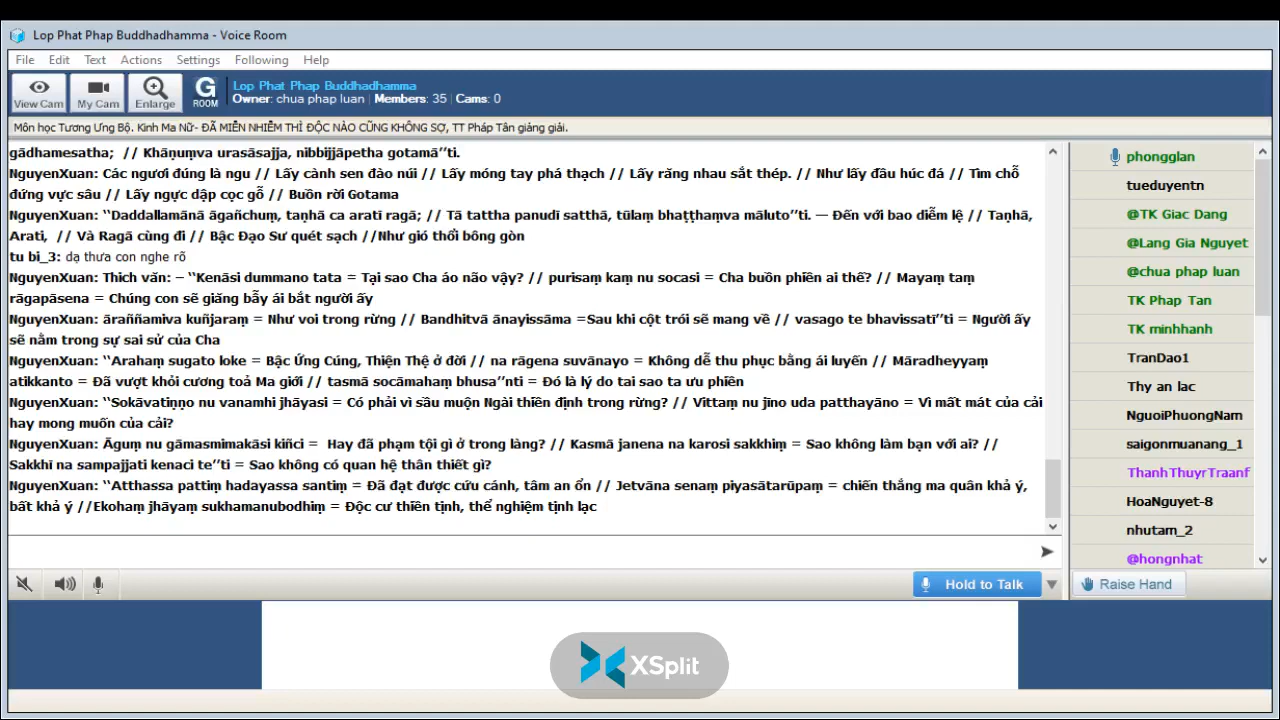 Lop Phat Phap Buddhadhamma - Voice Room
File Edit Text Actions Settings Following Help
View Cam My Cam Enlarge G ROOM
Lop Phat Phap Buddhadhamma
Owner: chua phap luan | Members: 35 | Cams: 0
Môn học Tương Ưng Bộ. Kinh Ma Nữ- ĐÃ MIỄN NHIỄM THÌ ĐỘC NÀO CŨNG KHÔNG SỢ, TT Pháp Tân giảng giải.
gādhamesatha; // Khāṇuṃva urasāsajja, nibbijjāpetha gotamā’’ti.
NguyenXuan: Các ngươi đúng là ngu // Lấy cành sen đào núi // Lấy móng tay phá thạch // Lấy răng nhau sắt thép. // Như lấy đầu húc đá // Tìm chỗ
đứng vực sâu // Lấy ngực dập cọc gỗ // Buồn rời Gotama
NguyenXuan: ‘‘Daddallamānā āgañchuṃ, taṇhā ca aratī ragā; // Tā tattha panudī satthā, tūlaṃ bhaṭṭhaṃva māluto’’ti. — Đến với bao diễm lệ // Taṇhā,
Arati, // Và Ragā cùng đi // Bậc Đạo Sư quét sạch //Như gió thổi bông gòn
tu bi_3: dạ thưa con nghe rõ
NguyenXuan: Thich văn: – ‘‘Kenāsi dummano tata = Tại sao Cha áo não vậy? // purisaṃ kaṃ nu socasi = Cha buồn phiền ai thế? // Mayaṃ taṃ
rāgapāsena = Chúng con sẽ giăng bẫy ái bắt người ấy
NguyenXuan: āraññamiva kuñjaraṃ = Như voi trong rừng // Bandhitvā ānayissāma =Sau khi cột trói sẽ mang về // vasago te bhavissatī’’ti = Người ấy
sẽ nằm trong sự sai sử của Cha
NguyenXuan: ‘‘Arahaṃ sugato loke = Bậc Ứng Cúng, Thiện Thệ ở đời // na rāgena suvānayo = Không dễ thu phục bằng ái luyến // Māradheyyaṃ
atikkanto = Đã vượt khỏi cương toả Ma giới // tasmā socāmahaṃ bhusa’’nti = Đó là lý do tai sao ta ưu phiền
NguyenXuan: ‘‘Sokāvatiṇṇo nu vanamhi jhāyasi = Có phải vì sầu muộn Ngài thiền định trong rừng? // Vittaṃ nu jīno uda patthayāno = Vì mất mát của cải
hay mong muốn của cải?
NguyenXuan: Āguṃ nu gāmasmimakāsi kiñci = Hay đã phạm tội gì ở trong làng? // Kasmā janena na karosi sakkhiṃ = Sao không làm bạn với ai? //
Sakkhī na sampajjati kenaci te’’ti = Sao không có quan hệ thân thiết gì?
NguyenXuan: ‘‘Atthassa pattiṃ hadayassa santiṃ = Đã đạt được cứu cánh, tâm an ổn // Jetvāna senaṃ piyasātarūpaṃ = chiến thắng ma quân khả ý,
bất khả ý //Ekohaṃ jhāyaṃ sukhamanubodhiṃ = Độc cư thiền tịnh, thể nghiệm tịnh lạc
phongglan
tueduyentn
@TK Giac Dang
@Lang Gia Nguyet
@chua phap luan
TK Phap Tan
TK minhhanh
TranDao1
Thy an lac
NguoiPhuongNam
saigonmuanang_1
ThanhThuyrTraanf
HoaNguyet-8
nhutam_2
@hongnhat
Hold to Talk
Raise Hand
XSplit